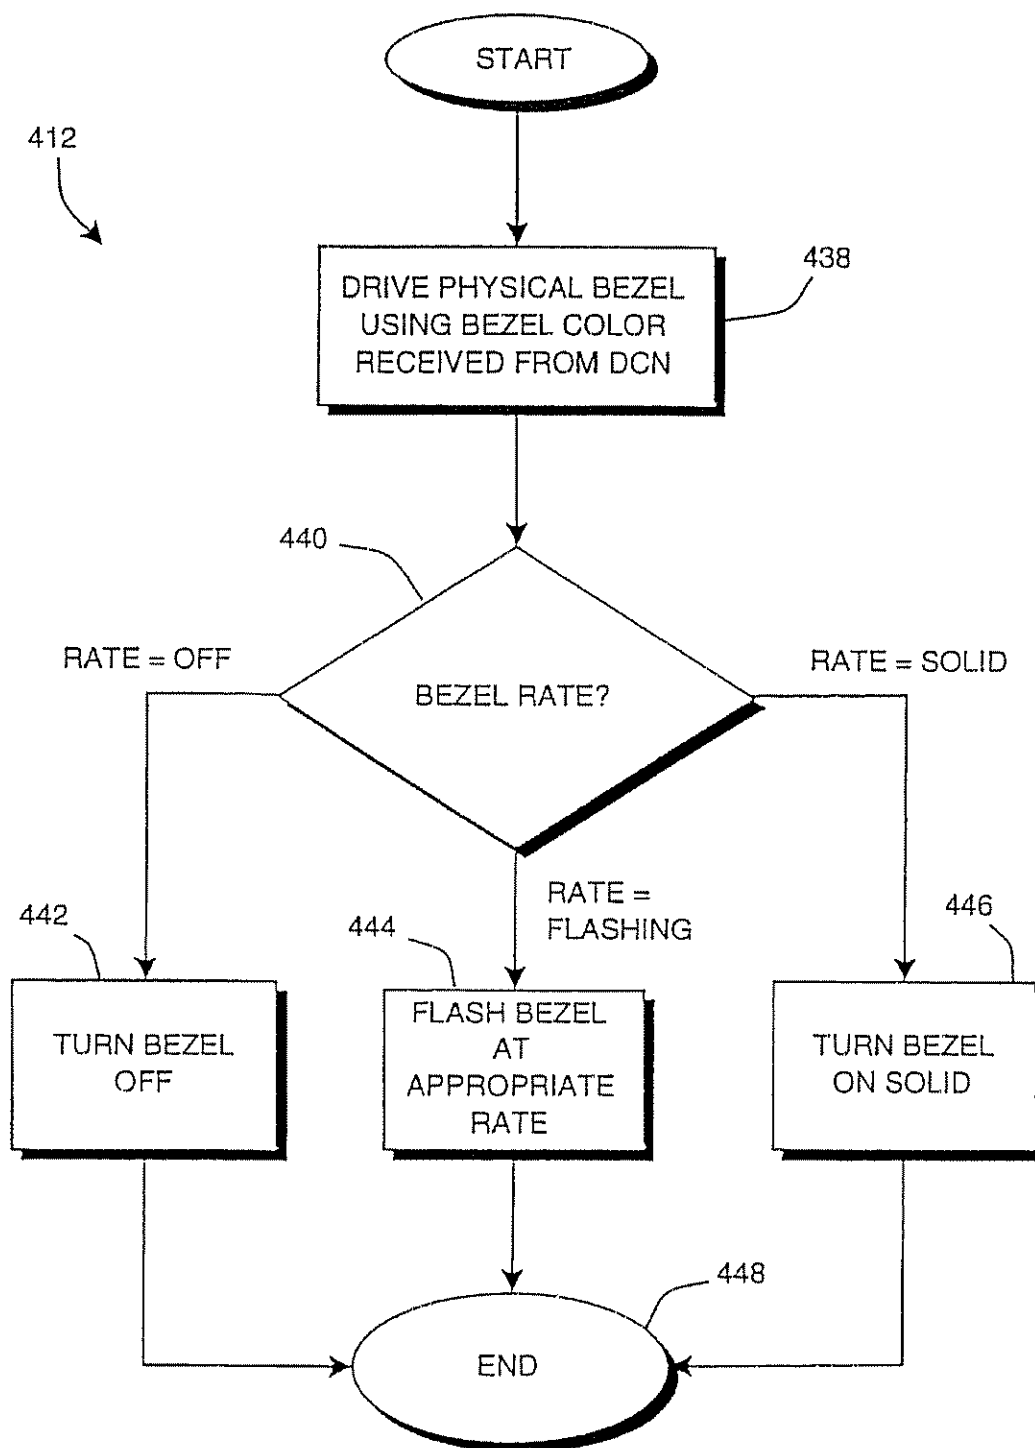 START
412
438
DRIVE PHYSICAL BEZEL
USING BEZEL COLOR
RECEIVED FROM DCN
440
RATE = OFF
BEZEL RATE?
RATE = SOLID
RATE =
FLASHING
442
444
446
TURN BEZEL
OFF
FLASH BEZEL
AT
APPROPRIATE
RATE
TURN BEZEL
ON SOLID
448
END